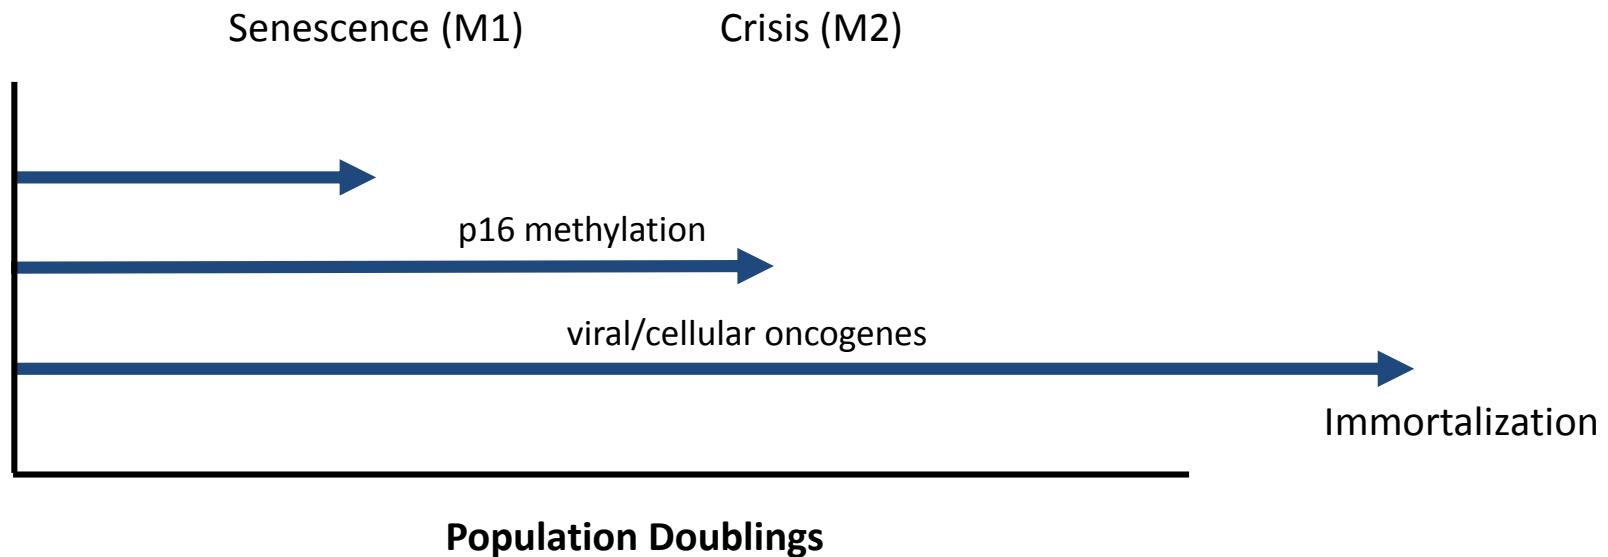 Senescence (M1)
Crisis (M2)
p16 methylation
viral/cellular oncogenes
Immortalization
Population Doublings